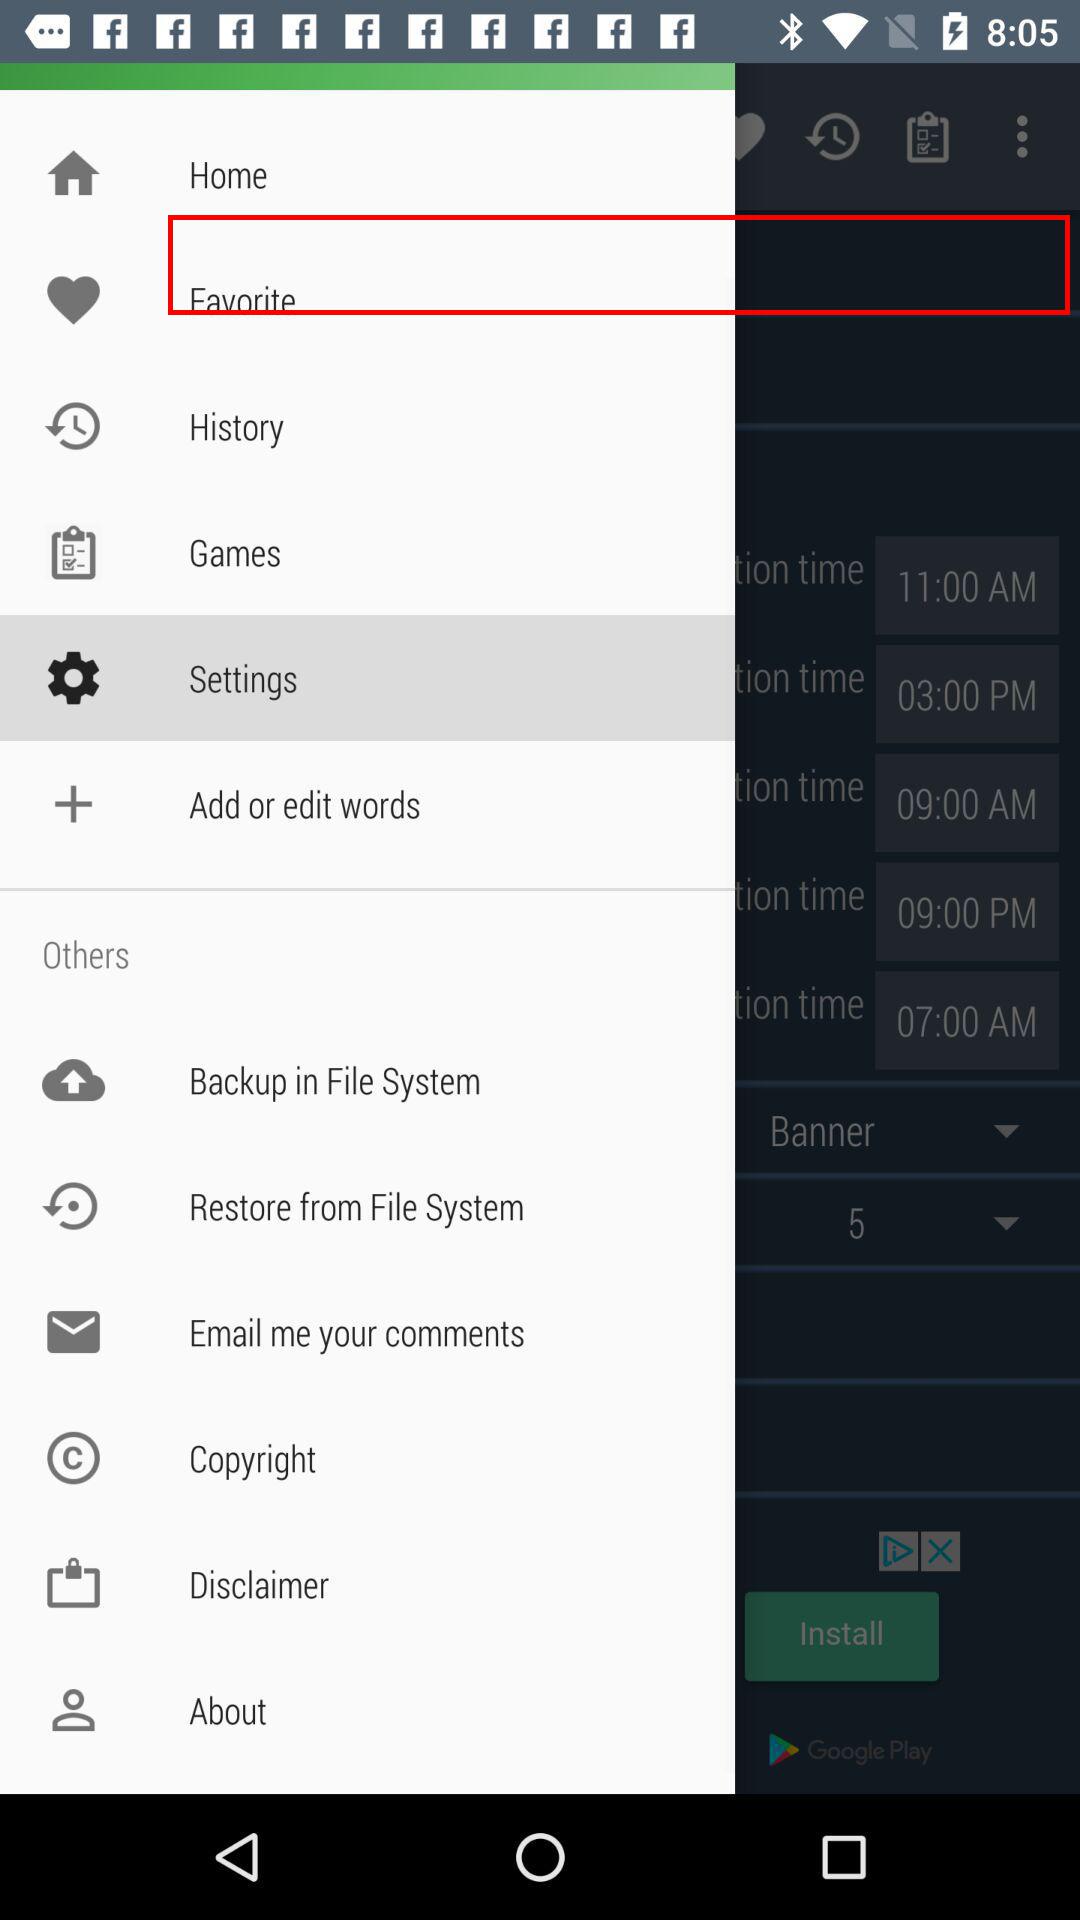 8:05
Home
Favorite
History
Games
tion time 11:00 AM
Settings
tion time 03:00 PM
Add or edit words
tion time 09:00 AM
tion time 09:00 PM
Others
tion time 07:00 AM
Backup in File System
Banner
Restore from File System
5
Email me your comments
Copyright
Disclaimer
Install
About
Google Play